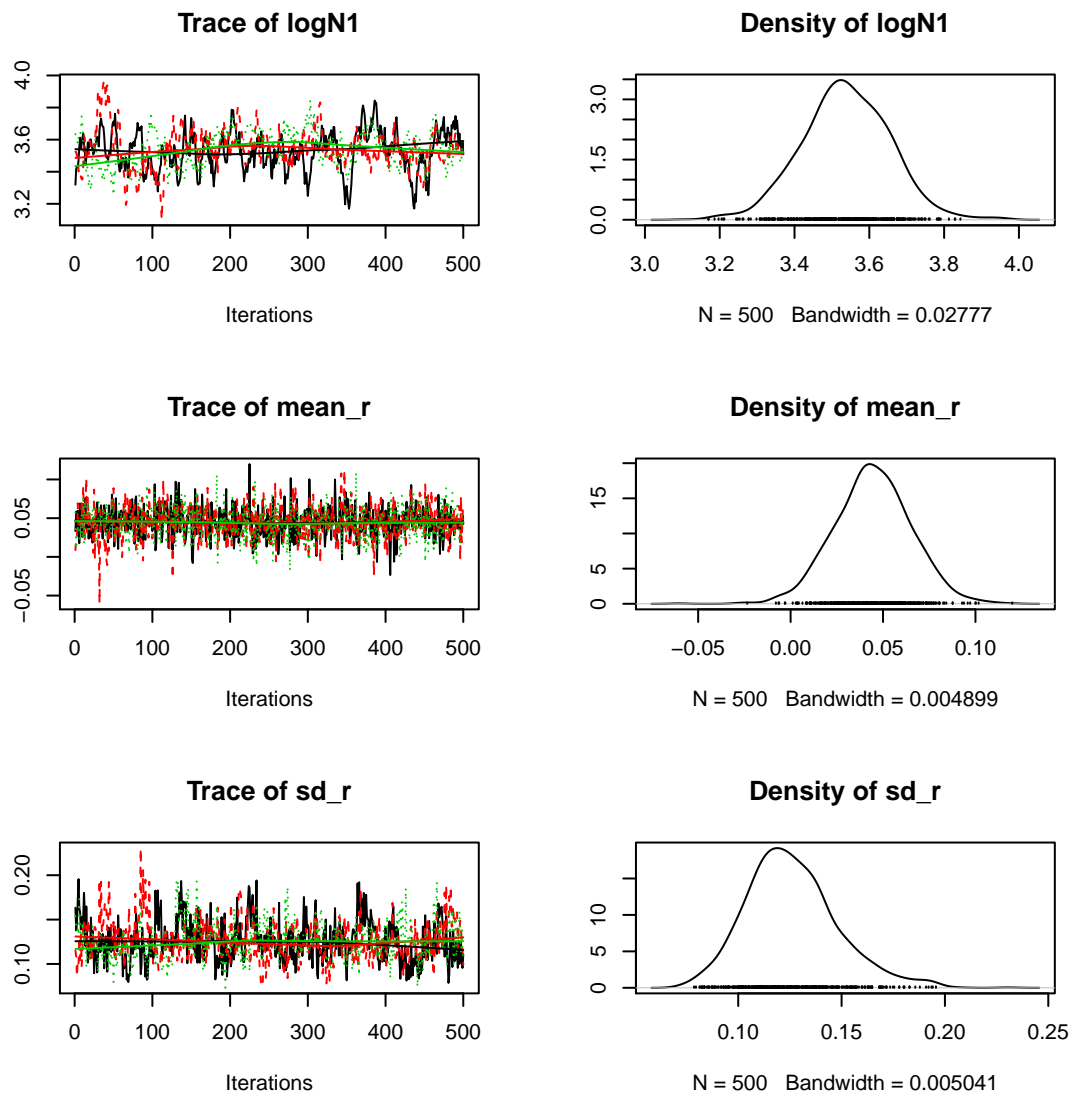 Trace of logN1
3.2 3.6 4.0
0 100 200 300 400 500
Iterations
Density of logN1
0.0 1.5 3.0
3.0 3.2 3.4 3.6 3.8 4.0
N = 500 Bandwidth = 0.02777
Trace of mean_r
−0.05 0.05
0 100 200 300 400 500
Iterations
Density of mean_r
0 5 15
−0.05 0.00 0.05 0.10
N = 500 Bandwidth = 0.004899
Trace of sd_r
0.10 0.20
0 100 200 300 400 500
Iterations
Density of sd_r
0 5 10
0.10 0.15 0.20 0.25
N = 500 Bandwidth = 0.005041